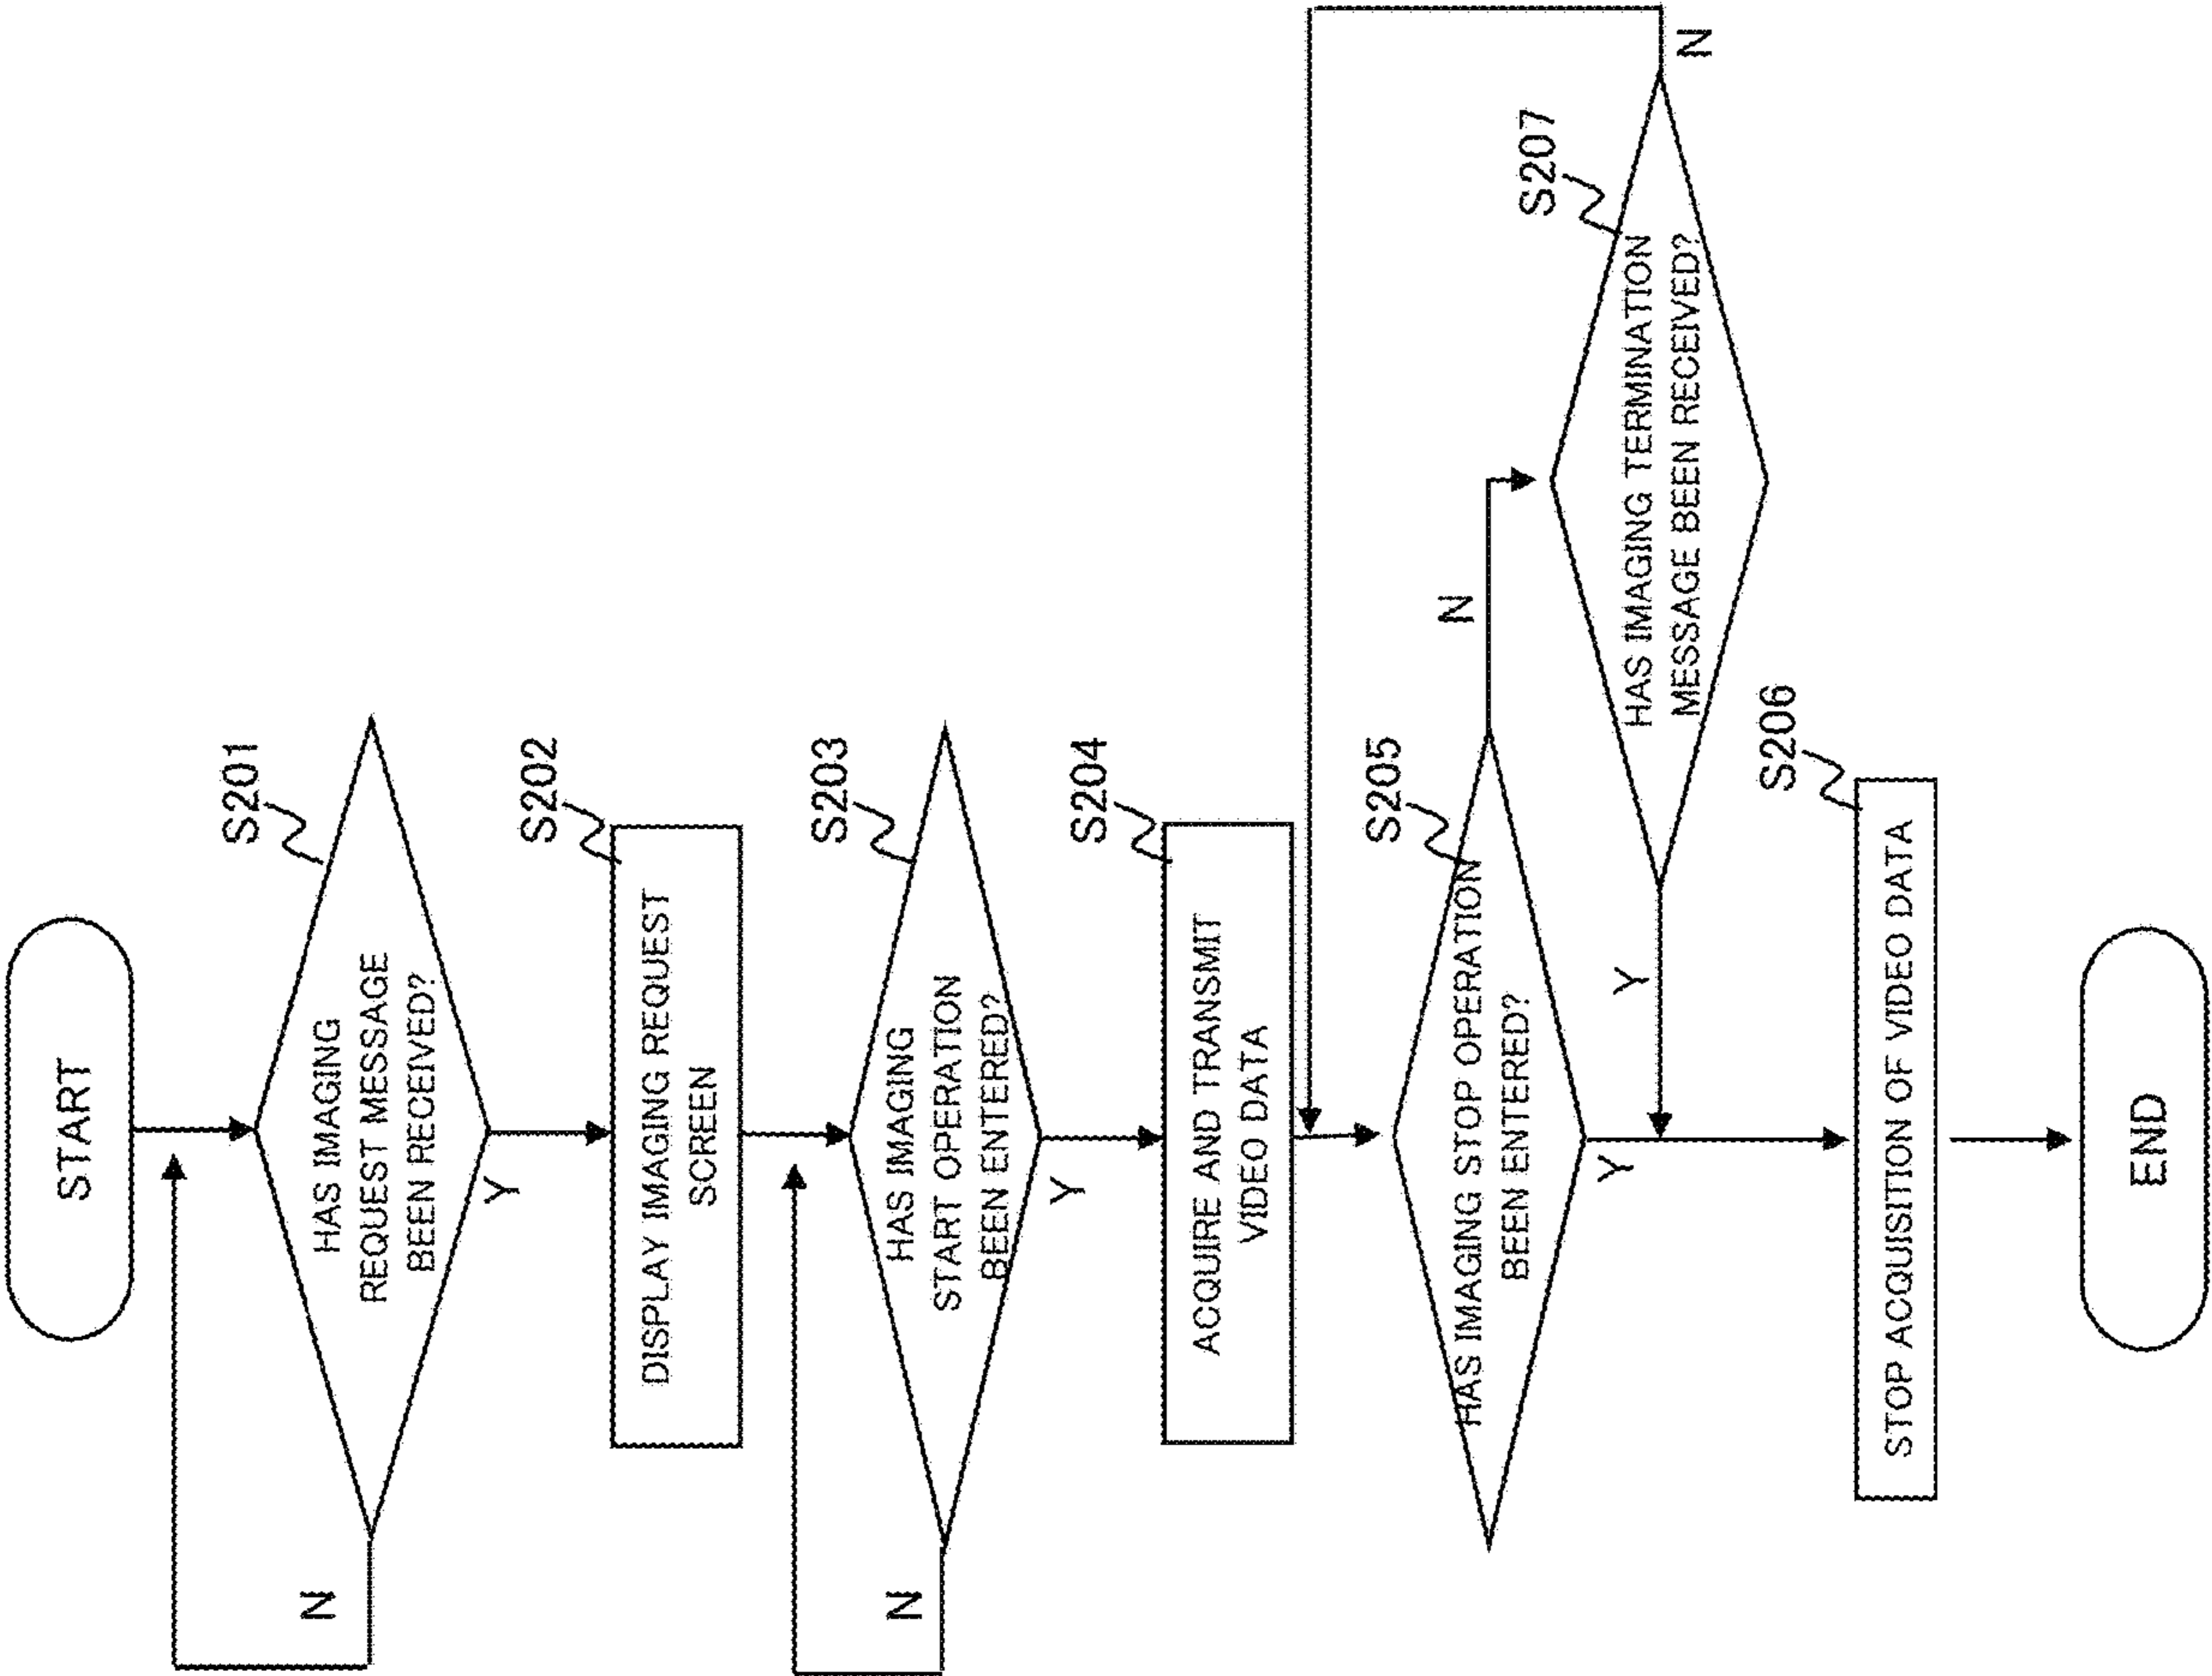 START
S201
HAS IMAGING
REQUEST MESSAGE
BEEN RECEIVED?
N
Y
S202
DISPLAY IMAGING REQUEST
SCREEN
S203
HAS IMAGING
START OPERATION
BEEN ENTERED?
N
Y
S204
ACQUIRE AND TRANSMIT
VIDEO DATA
S205
HAS IMAGING STOP OPERATION
BEEN ENTERED?
N
Y
S207
HAS IMAGING TERMINATION
MESSAGE BEEN RECEIVED?
N
Y
S206
STOP ACQUISITION OF VIDEO DATA
END